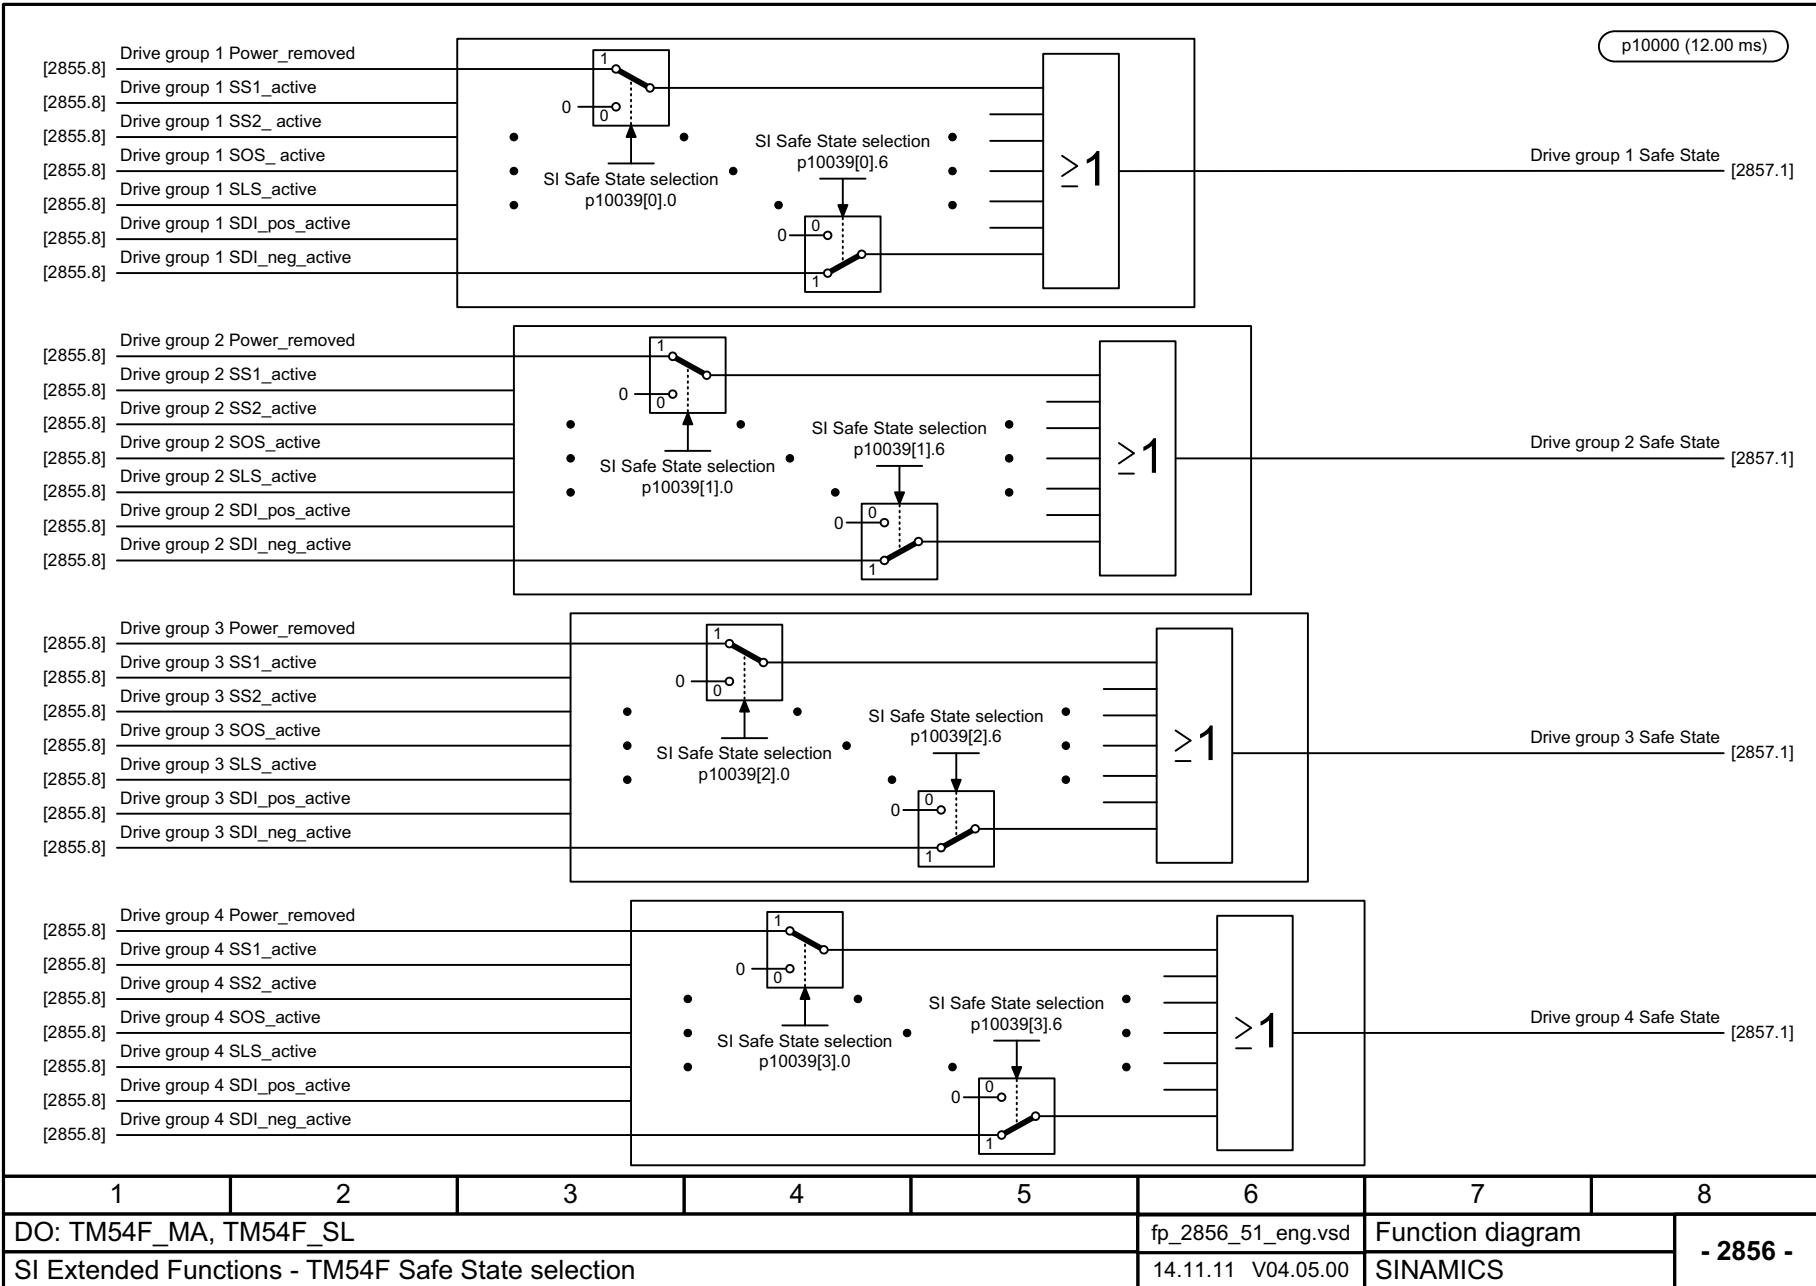 p10000 (12.00 ms)
Drive group 1 Power_removed
[2855.8]
Drive group 1 SS1_active
[2855.8]
Drive group 1 SS2_ active
[2855.8]
Drive group 1 SOS_ active
[2855.8]
Drive group 1 SLS_active
[2855.8]
Drive group 1 SDI_pos_active
[2855.8]
Drive group 1 SDI_neg_active
[2855.8]
1
0
0
SI Safe State selection
p10039[0].0
SI Safe State selection
p10039[0].6
0
0
1
≥1
Drive group 1 Safe State
[2857.1]
Drive group 2 Power_removed
[2855.8]
Drive group 2 SS1_active
[2855.8]
Drive group 2 SS2_active
[2855.8]
Drive group 2 SOS_active
[2855.8]
Drive group 2 SLS_active
[2855.8]
Drive group 2 SDI_pos_active
[2855.8]
Drive group 2 SDI_neg_active
[2855.8]
1
0
0
SI Safe State selection
p10039[1].0
SI Safe State selection
p10039[1].6
0
0
1
≥1
Drive group 2 Safe State
[2857.1]
Drive group 3 Power_removed
[2855.8]
Drive group 3 SS1_active
[2855.8]
Drive group 3 SS2_active
[2855.8]
Drive group 3 SOS_active
[2855.8]
Drive group 3 SLS_active
[2855.8]
Drive group 3 SDI_pos_active
[2855.8]
Drive group 3 SDI_neg_active
[2855.8]
1
0
0
SI Safe State selection
p10039[2].0
SI Safe State selection
p10039[2].6
0
0
1
≥1
Drive group 3 Safe State
[2857.1]
Drive group 4 Power_removed
[2855.8]
Drive group 4 SS1_active
[2855.8]
Drive group 4 SS2_active
[2855.8]
Drive group 4 SOS_active
[2855.8]
Drive group 4 SLS_active
[2855.8]
Drive group 4 SDI_pos_active
[2855.8]
Drive group 4 SDI_neg_active
[2855.8]
1
0
0
SI Safe State selection
p10039[3].0
SI Safe State selection
p10039[3].6
0
0
1
≥1
Drive group 4 Safe State
[2857.1]
1 2 3 4 5 6 7 8
DO: TM54F_MA, TM54F_SL
fp_2856_51_eng.vsd
Function diagram
- 2856 -
SI Extended Functions - TM54F Safe State selection
14.11.11 V04.05.00
SINAMICS